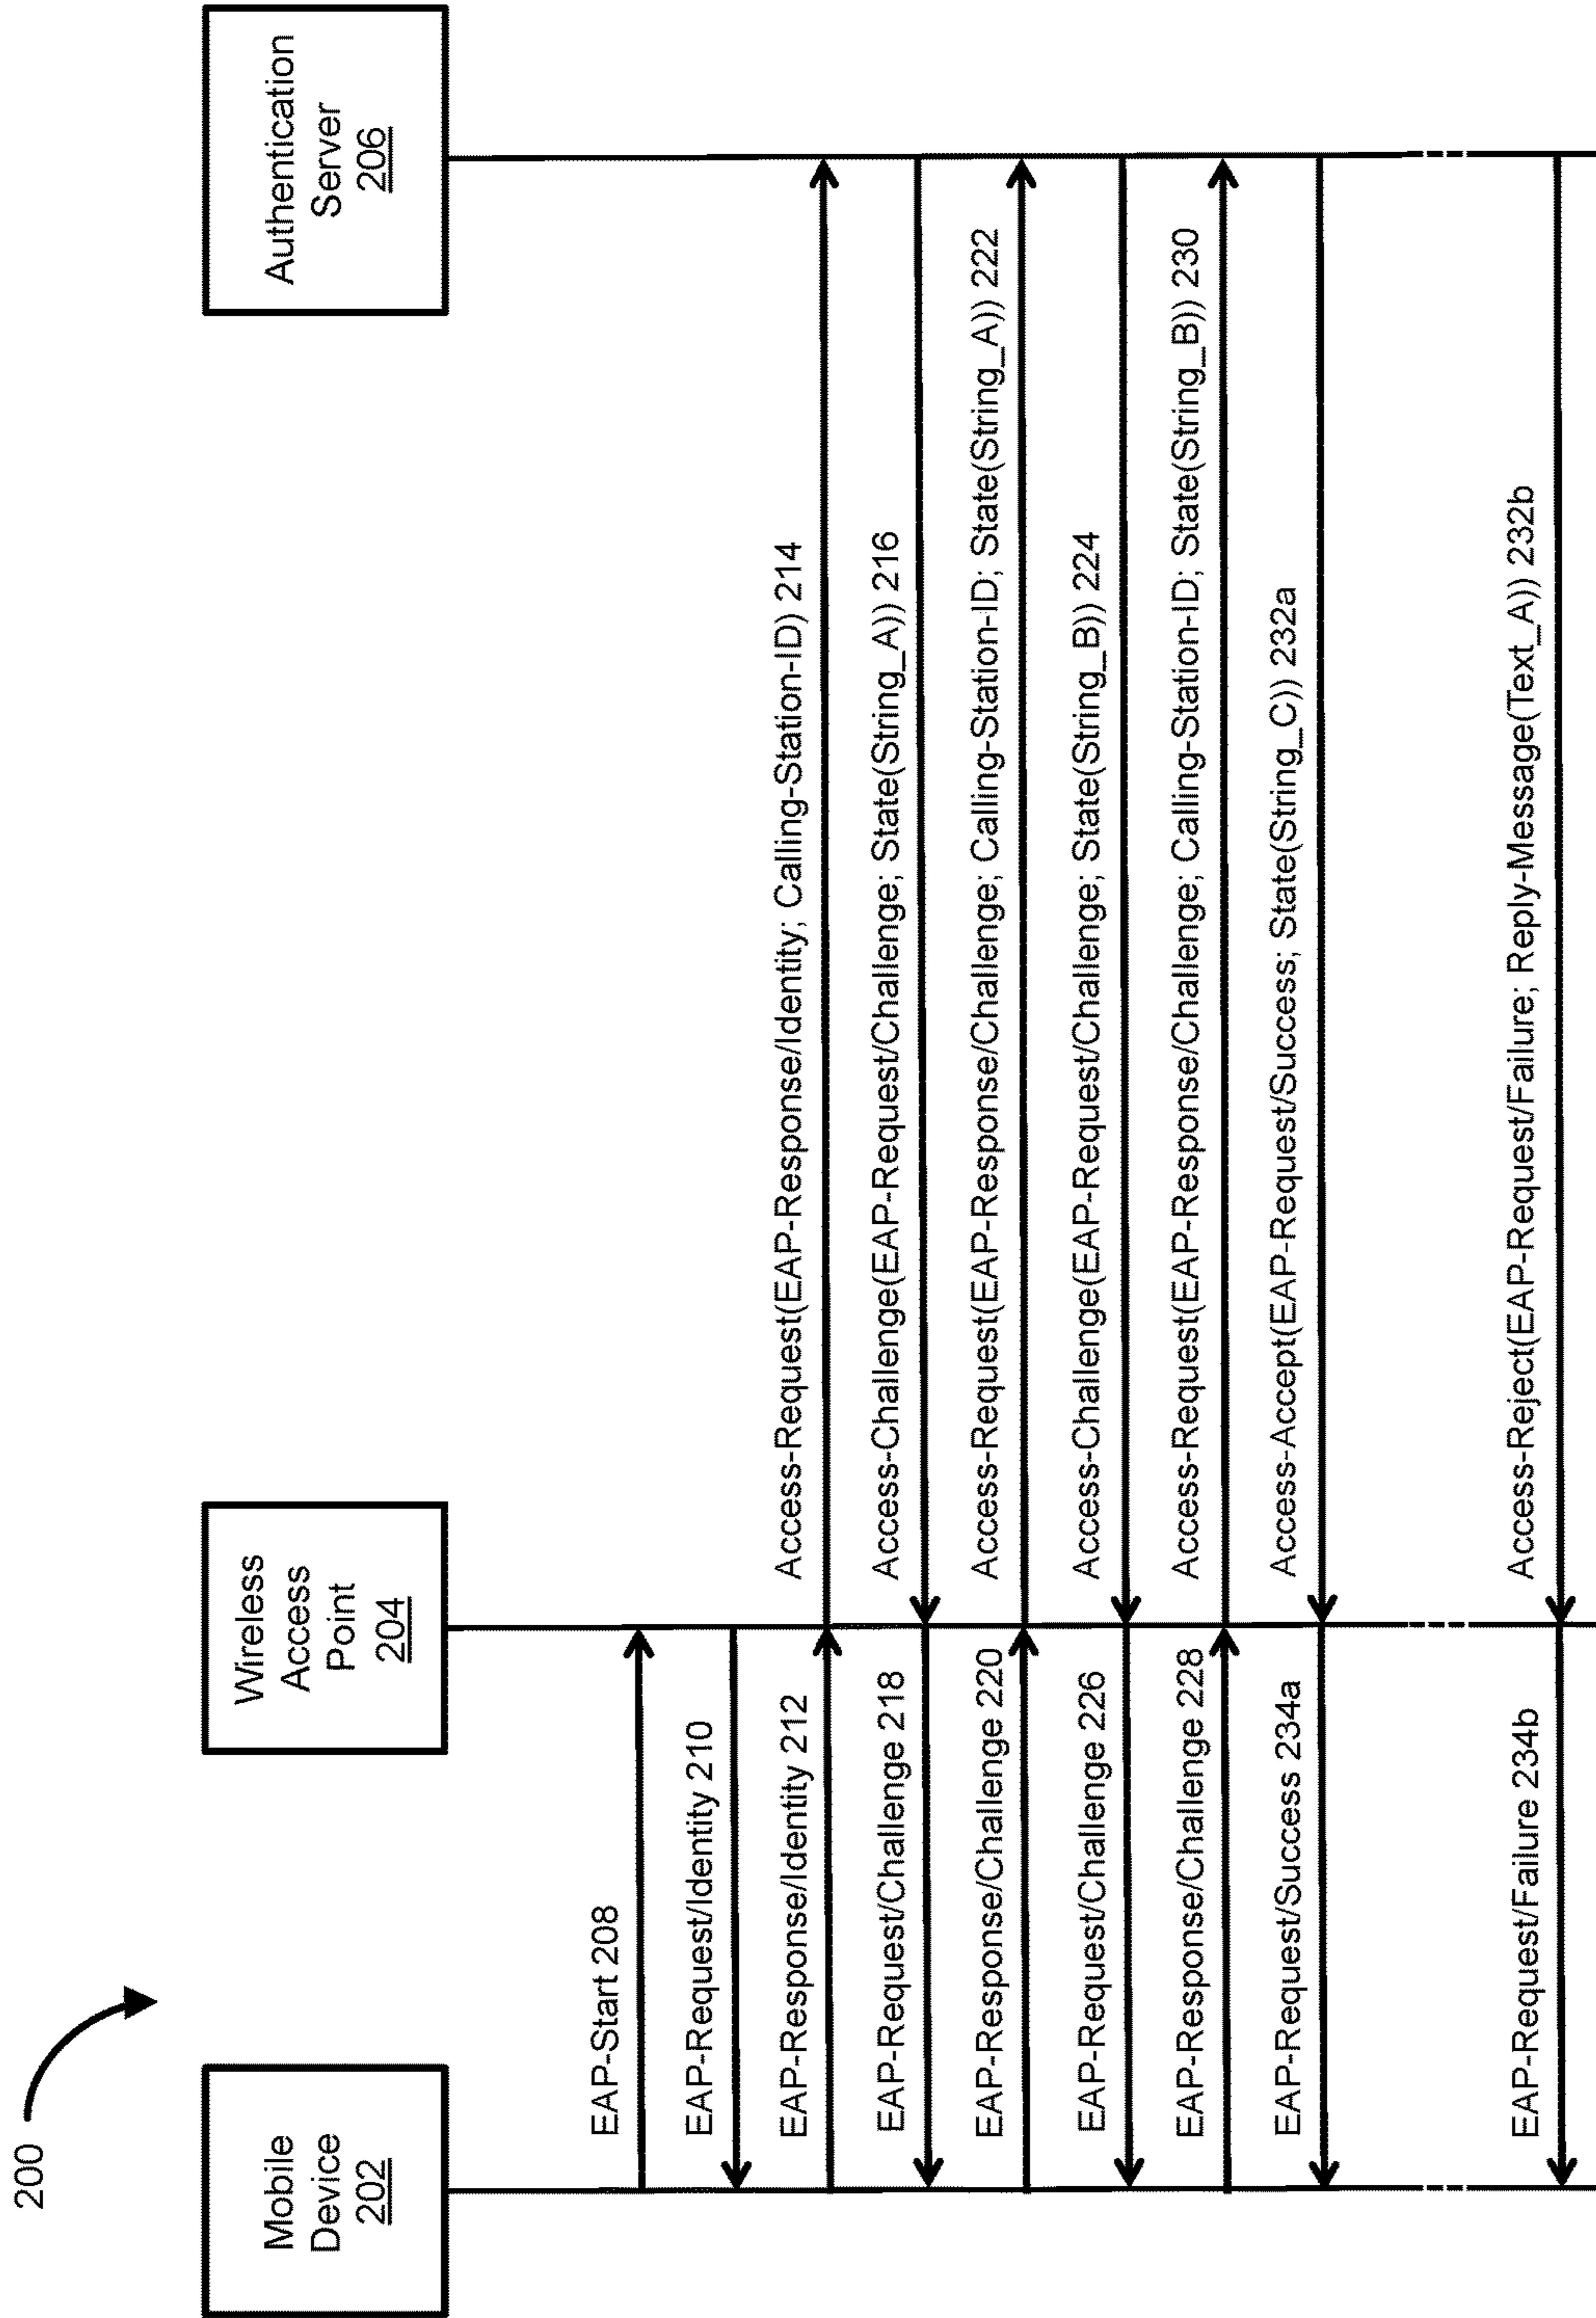 200
Mobile
Device
202
Wireless
Access
Point
204
Authentication
Server
206
EAP-Start 208
EAP-Request/Identity 210
EAP-Response/Identity 212
Access-Request(EAP-Response/Identity; Calling-Station-ID) 214
Access-Challenge(EAP-Request/Challenge; State(String_A)) 216
EAP-Request/Challenge 218
EAP-Response/Challenge 220
Access-Request(EAP-Response/Challenge; Calling-Station-ID; State(String_A)) 222
Access-Challenge(EAP-Request/Challenge; State(String_B)) 224
EAP-Request/Challenge 226
EAP-Response/Challenge 228
Access-Request(EAP-Response/Challenge; Calling-Station-ID; State(String_B)) 230
Access-Accept(EAP-Request/Success; State(String_C)) 232a
EAP-Request/Success 234a
Access-Reject(EAP-Request/Failure; Reply-Message(Text_A)) 232b
EAP-Request/Failure 234b